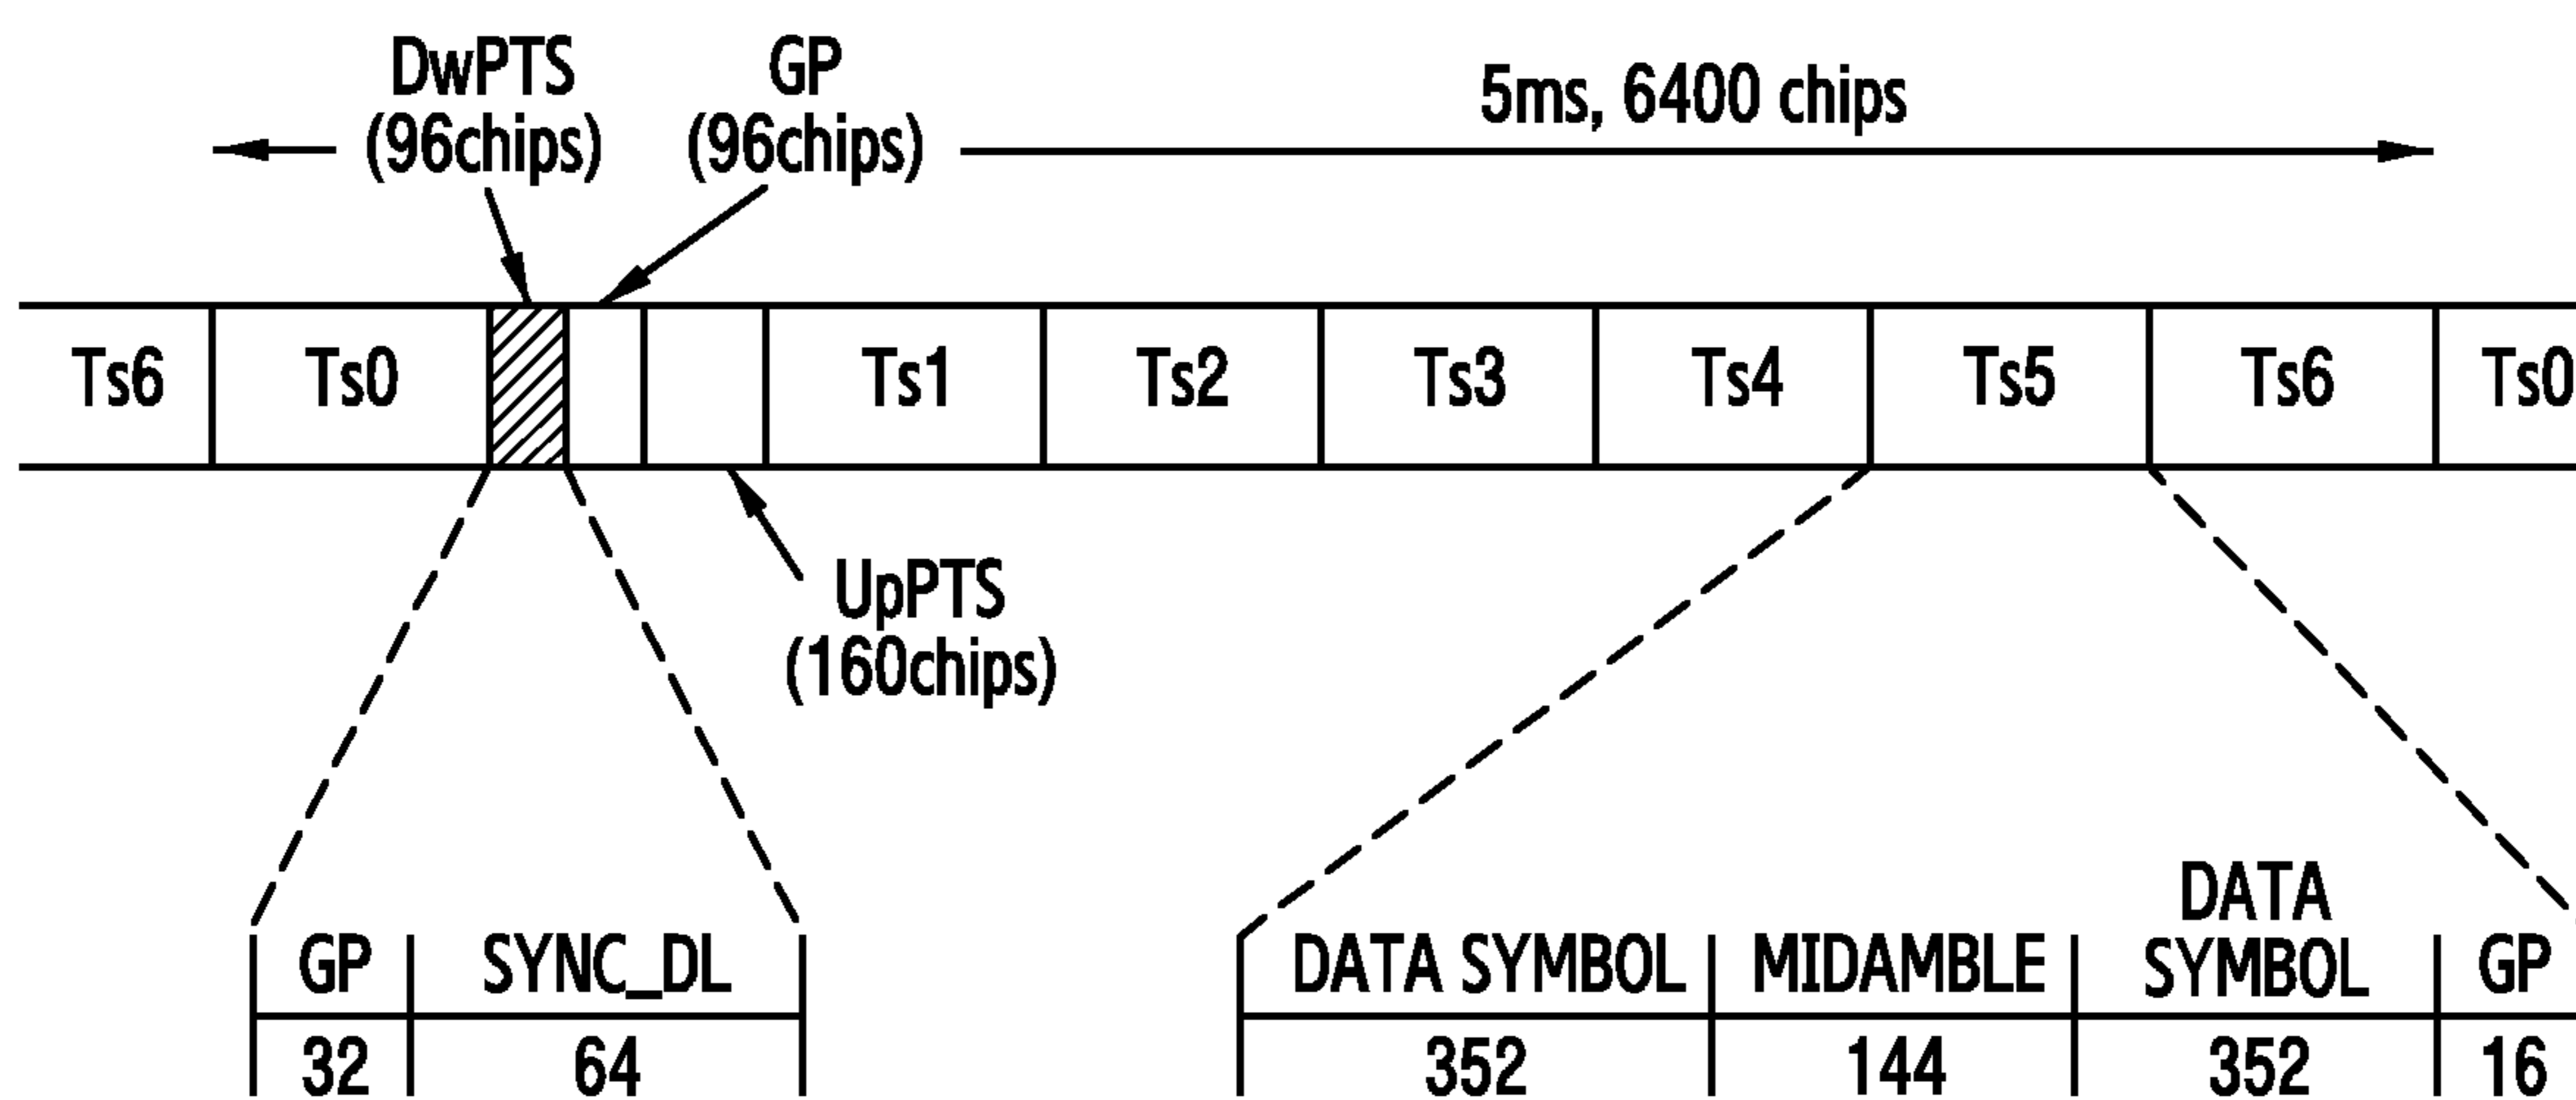 DwPTS
(96chips)
GP
(96chips)
5ms, 6400 chips
Ts6 Ts0 Ts1 Ts2 Ts3 Ts4 Ts5 Ts6 Ts0
UpPTS
(160chips)
GP SYNC_DL
32 64
DATA SYMBOL MIDAMBLE DATA
SYMBOL GP
352 144 352 16